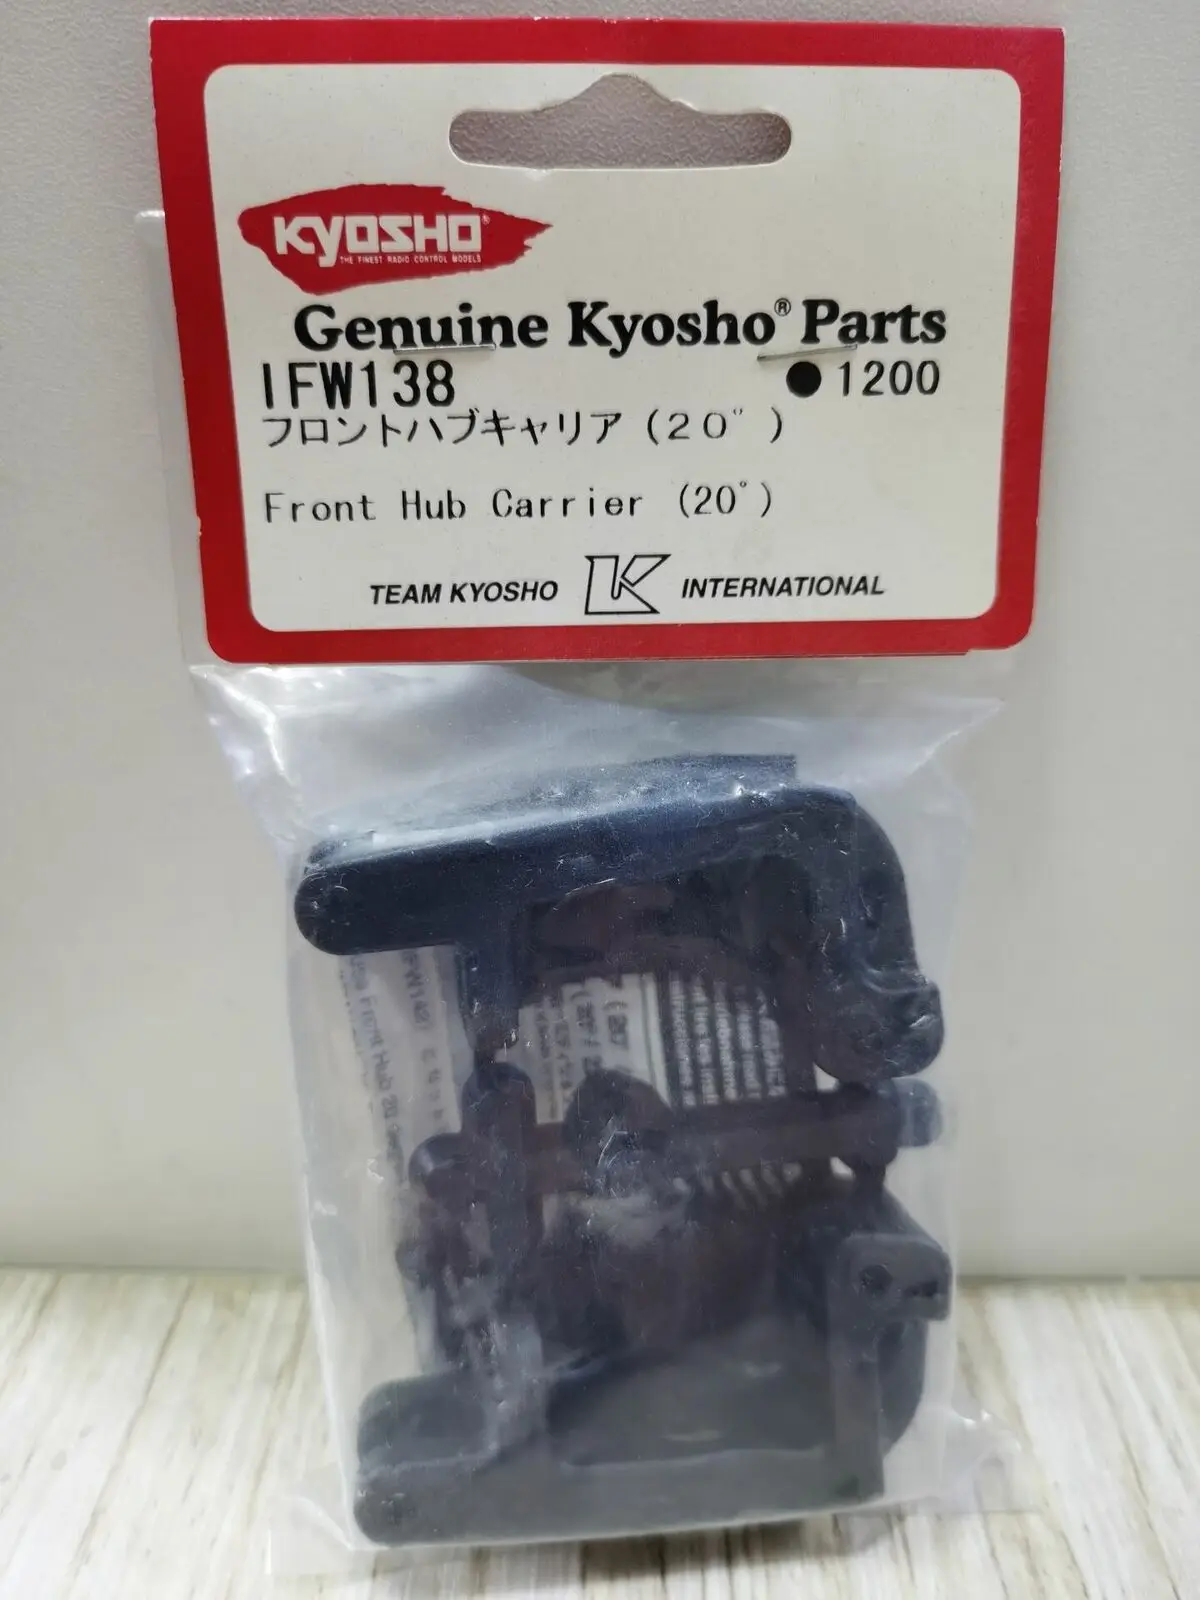 KYOSHO®
THE FINEST RADIO CONTROL MODELS
Genuine Kyosho® Parts
IFW138 ●1200
フロントハブキャリア (20゜)
Front Hub Carrier (20°)
TEAM KYOSHO K INTERNATIONAL